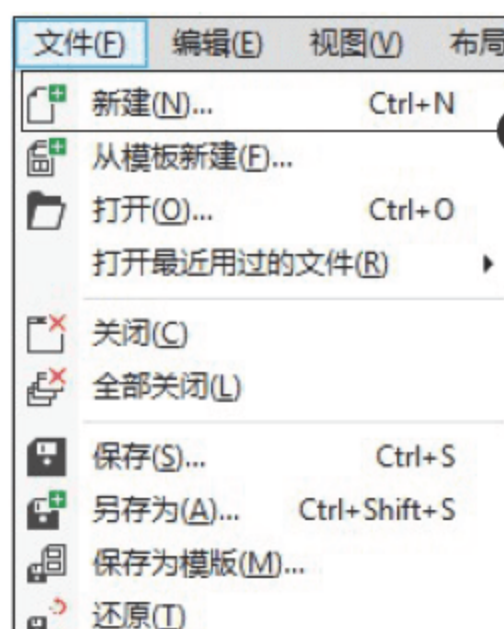 文件(F) 编辑(E) 视图(V) 布局
新建(N)... Ctrl+N
从模板新建(F)...
打开(O)... Ctrl+O
打开最近用过的文件(R)
关闭(C)
全部关闭(L)
保存(S)... Ctrl+S
另存为(A)... Ctrl+Shift+S
保存为模版(M)...
还原(T)